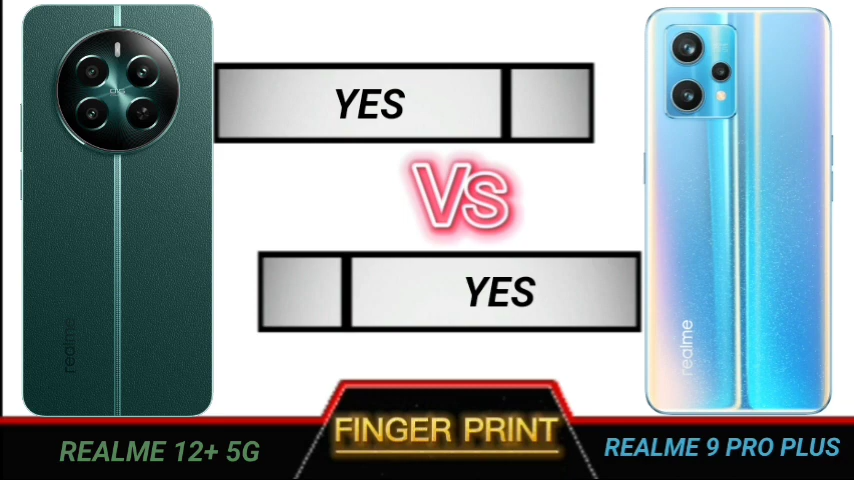 YES
Vs
YES
realme
realme
FINGER PRINT
REALME 12+ 5G
REALME 9 PRO PLUS